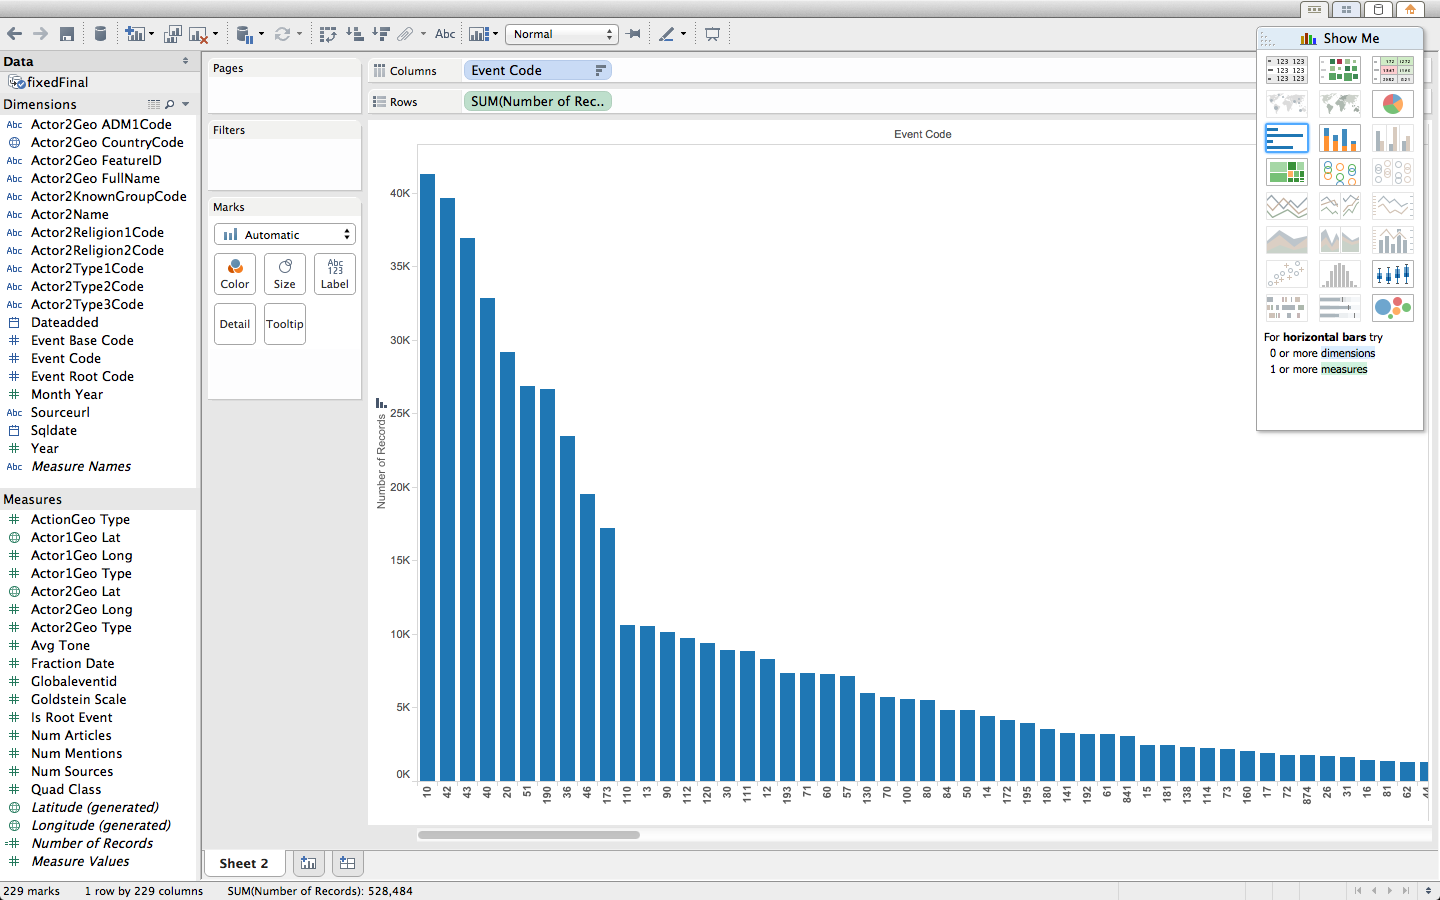 Abc
Normal
Show Me
Data
fixedFinal
Dimensions
Abc Actor2Geo ADM1Code
Actor2Geo CountryCode
Abc Actor2Geo FeatureID
Abc Actor2Geo FullName
Abc Actor2KnownGroupCode
Abc Actor2Name
Abc Actor2Religion1Code
Abc Actor2Religion2Code
Abc Actor2Type1Code
Abc Actor2Type2Code
Abc Actor2Type3Code
Dateadded
# Event Base Code
# Event Code
# Event Root Code
# Month Year
Abc Sourceurl
Sqldate
# Year
Abc Measure Names
Measures
# ActionGeo Type
Actor1Geo Lat
# Actor1Geo Long
# Actor1Geo Type
Actor2Geo Lat
# Actor2Geo Long
# Actor2Geo Type
# Avg Tone
# Fraction Date
# Globaleventid
# Goldstein Scale
# Is Root Event
# Num Articles
# Num Mentions
# Num Sources
# Quad Class
Latitude (generated)
Longitude (generated)
=# Number of Records
# Measure Values
Pages
Filters
Marks
Automatic
Color
Size
Abc
123
Label
Detail
Tooltip
Columns
Event Code
Rows
SUM(Number of Rec..
Event Code
Number of Records
40K
35K
30K
25K
20K
15K
10K
5K
0K
10 42 43 40 20 51 190 36 46 173 110 13 90 112 120 30 111 12 193 71 60 57 130 70 100 80 84 50 14 172 195 180 141 192 61 841 15 181 138 114 73 160 17 72 874 26 31 16 81 62
123 123
123 123
123 123
For horizontal bars try
0 or more dimensions
1 or more measures
Sheet 2
229 marks
1 row by 229 columns
SUM(Number of Records): 528,484